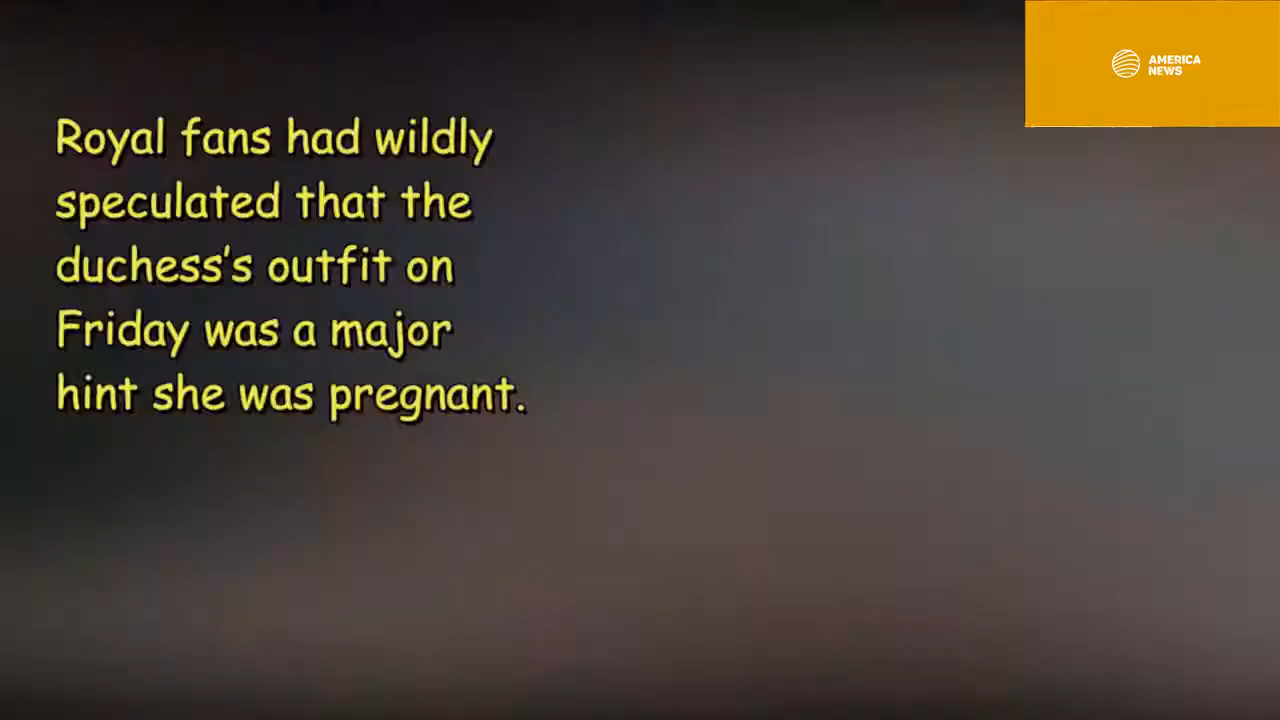 AMERICA
NEWS
Royal fans had wildly
speculated that the
duchess's outfit on
Friday was a major
hint she was pregnant.